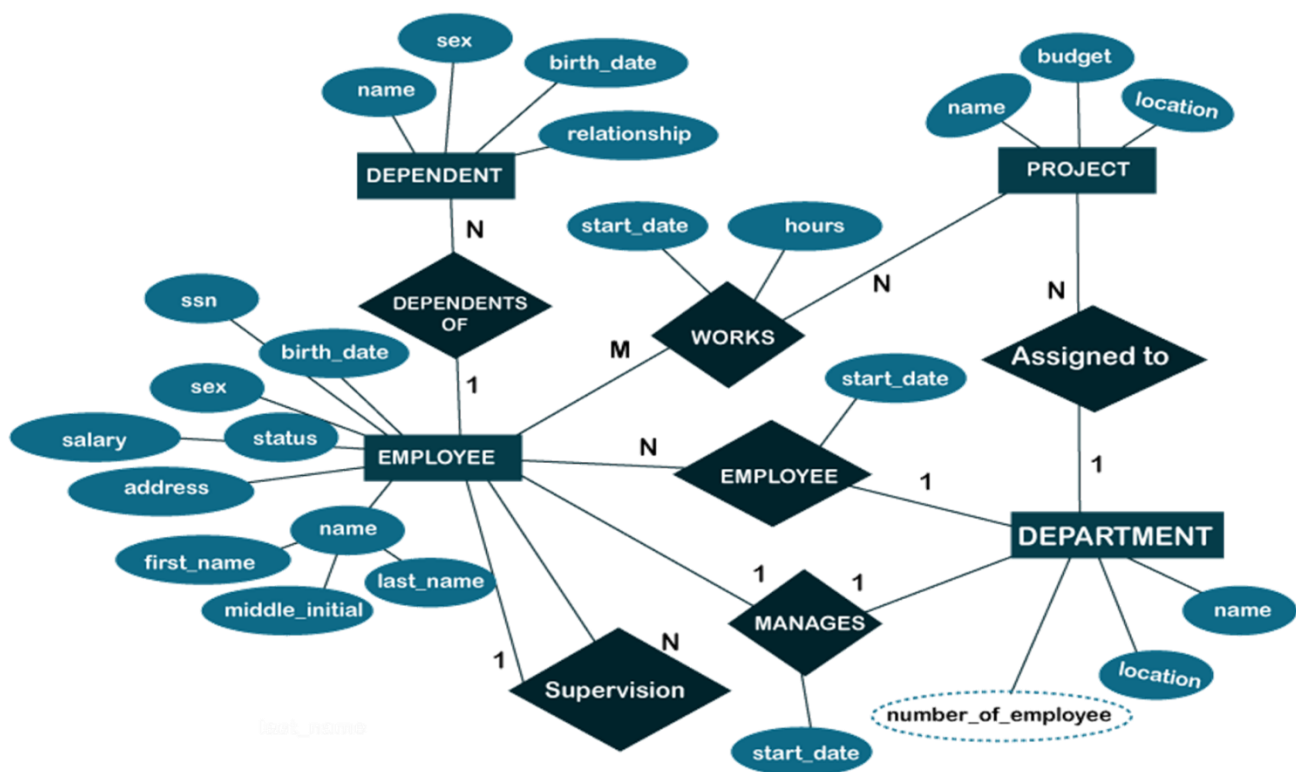 sex
budget
birth_date
name
name
location
relationship
DEPENDENT
PROJECT
start_date
hours
N
N
N
ssn
DEPENDENTS
OF
WORKS
birth_date
M
Assigned to
sex
1
start_date
salary
status
EMPLOYEE
N
EMPLOYEE
1
1
address
name
DEPARTMENT
first_name
last_name
middle_initial
1
1
MANAGES
name
1
N
Supervision
location
number_of_employee
last_name
start_date